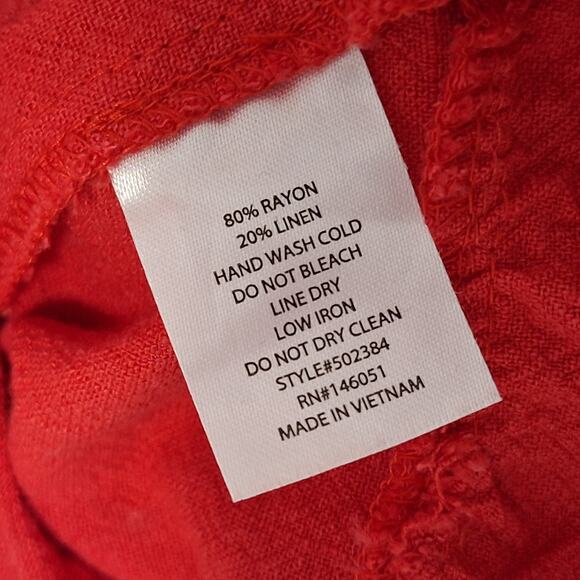 80% RAYON
20% LINEN
HAND WASH COLD
DO NOT BLEACH
LINE DRY
LOW IRON
DO NOT DRY CLEAN
STYLE#502384
RN#146051
MADE IN VIETNAM